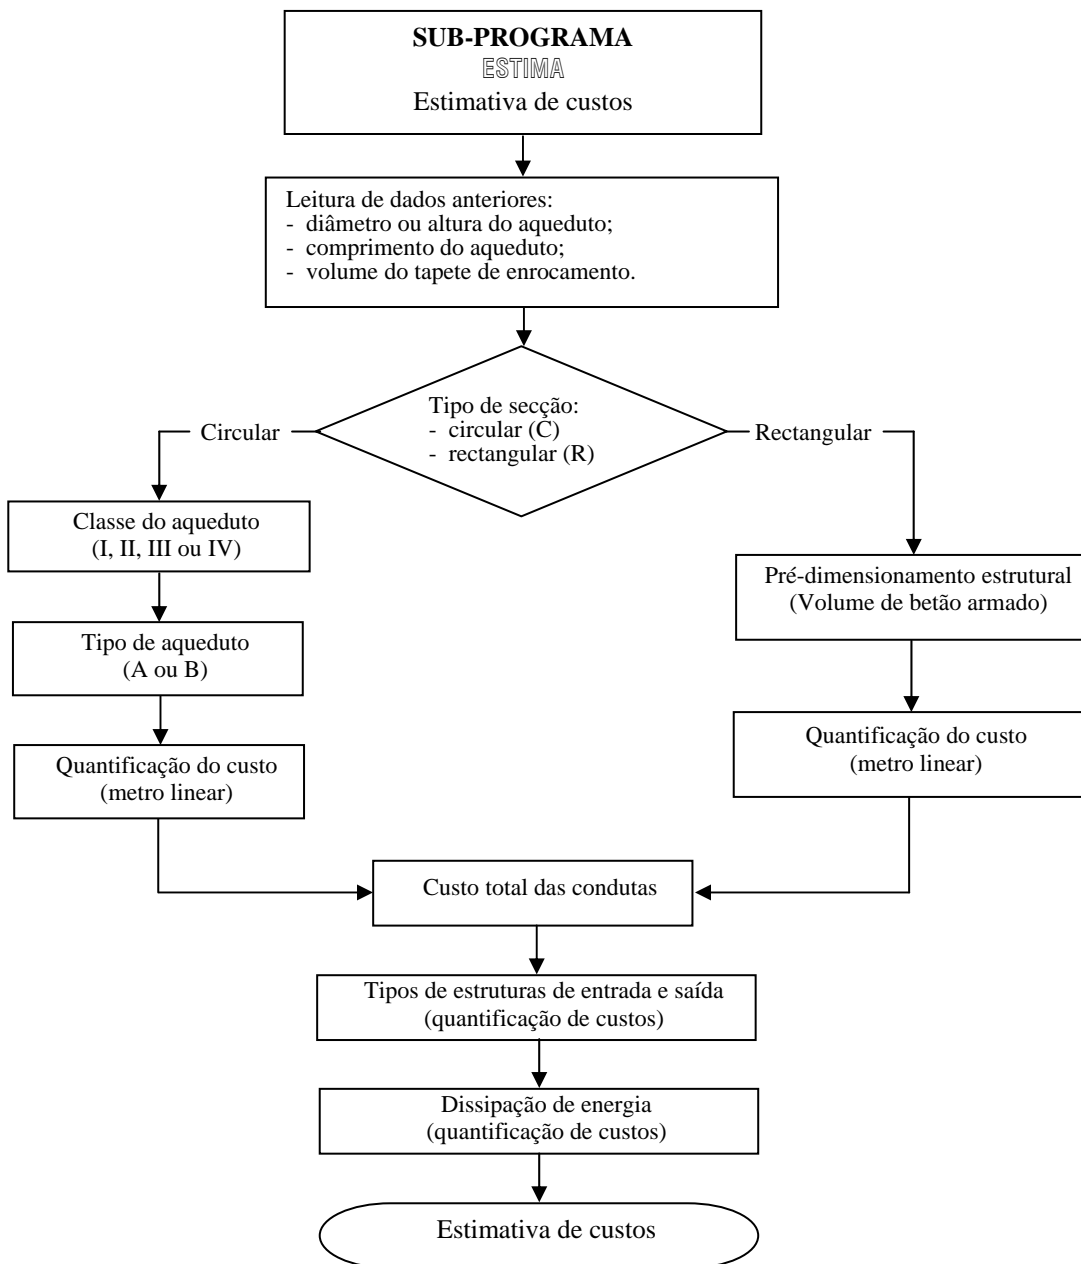 SUB-PROGRAMA
ESTIMA
Estimativa de custos
Leitura de dados anteriores:
- diâmetro ou altura do aqueduto;
- comprimento do aqueduto;
- volume do tapete de enrocamento.
Tipo de secção:
- circular (C)
- rectangular (R)
Circular
Rectangular
Classe do aqueduto
(I, II, III ou IV)
Tipo de aqueduto
(A ou B)
Quantificação do custo
(metro linear)
Pré-dimensionamento estrutural
(Volume de betão armado)
Quantificação do custo
(metro linear)
Custo total das condutas
Tipos de estruturas de entrada e saída
(quantificação de custos)
Dissipação de energia
(quantificação de custos)
Estimativa de custos